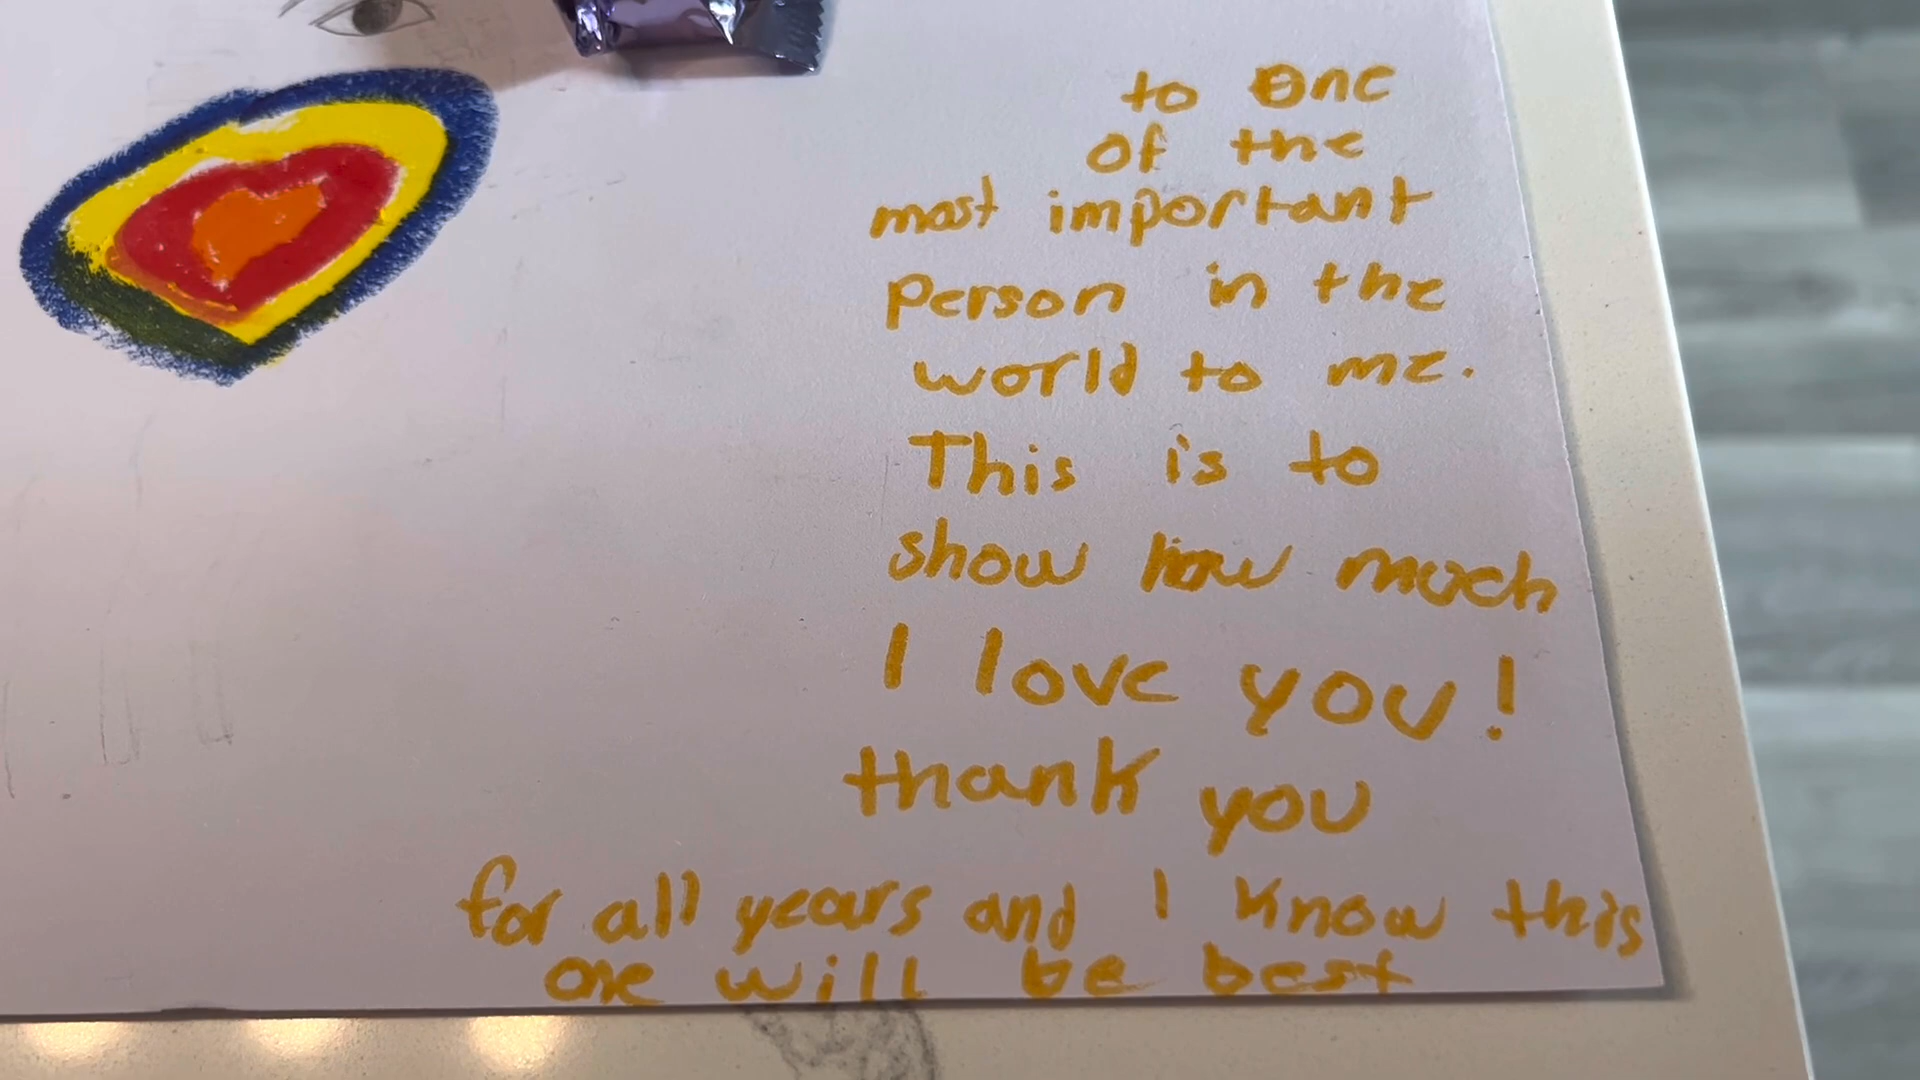 to One
of the
most important
Person in the
world to me.
This is to
show how much
I love you!
thank you
for all years and I know this
one will be best